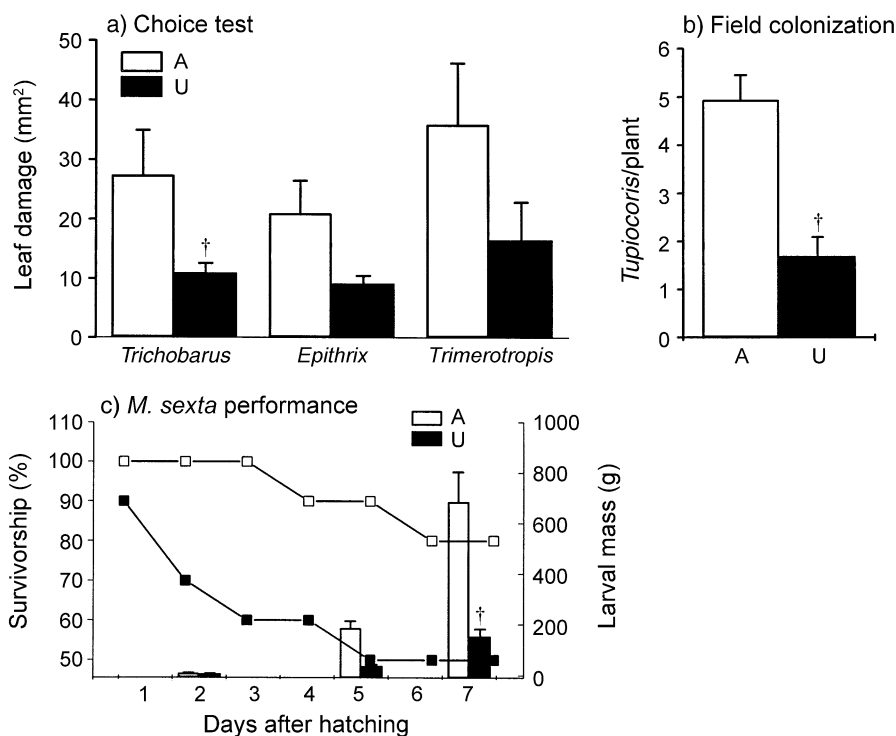 a) Choice test
50
40
30
20
10
0
Leaf damage (mm²)
A
U
†
Trichobarus Epithrix Trimerotropis
b) Field colonization
6
5
4
3
2
1
0
Tupiocoris/plant
†
A U
c) M. sexta performance
110
100
90
80
70
60
50
Survivorship (%)
A
U
†
1000
800
600
400
200
0
Larval mass (g)
1 2 3 4 5 6 7
Days after hatching